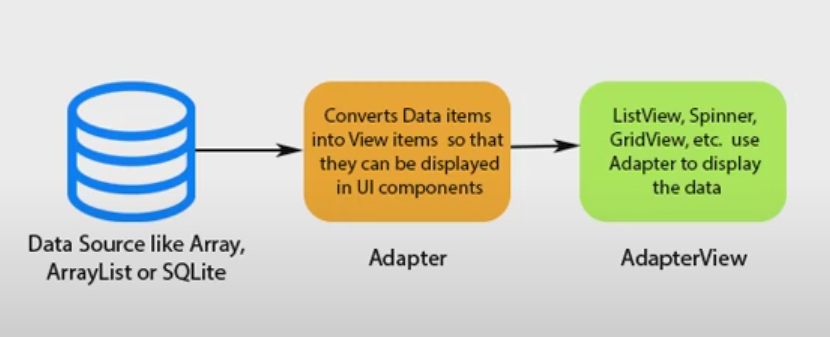 Converts Data items
into View items so that
they can be displayed
in UI components
ListView, Spinner,
GridView, etc. use
Adapter to display
the data
Data Source like Array,
ArrayList or SQLite
Adapter
AdapterView